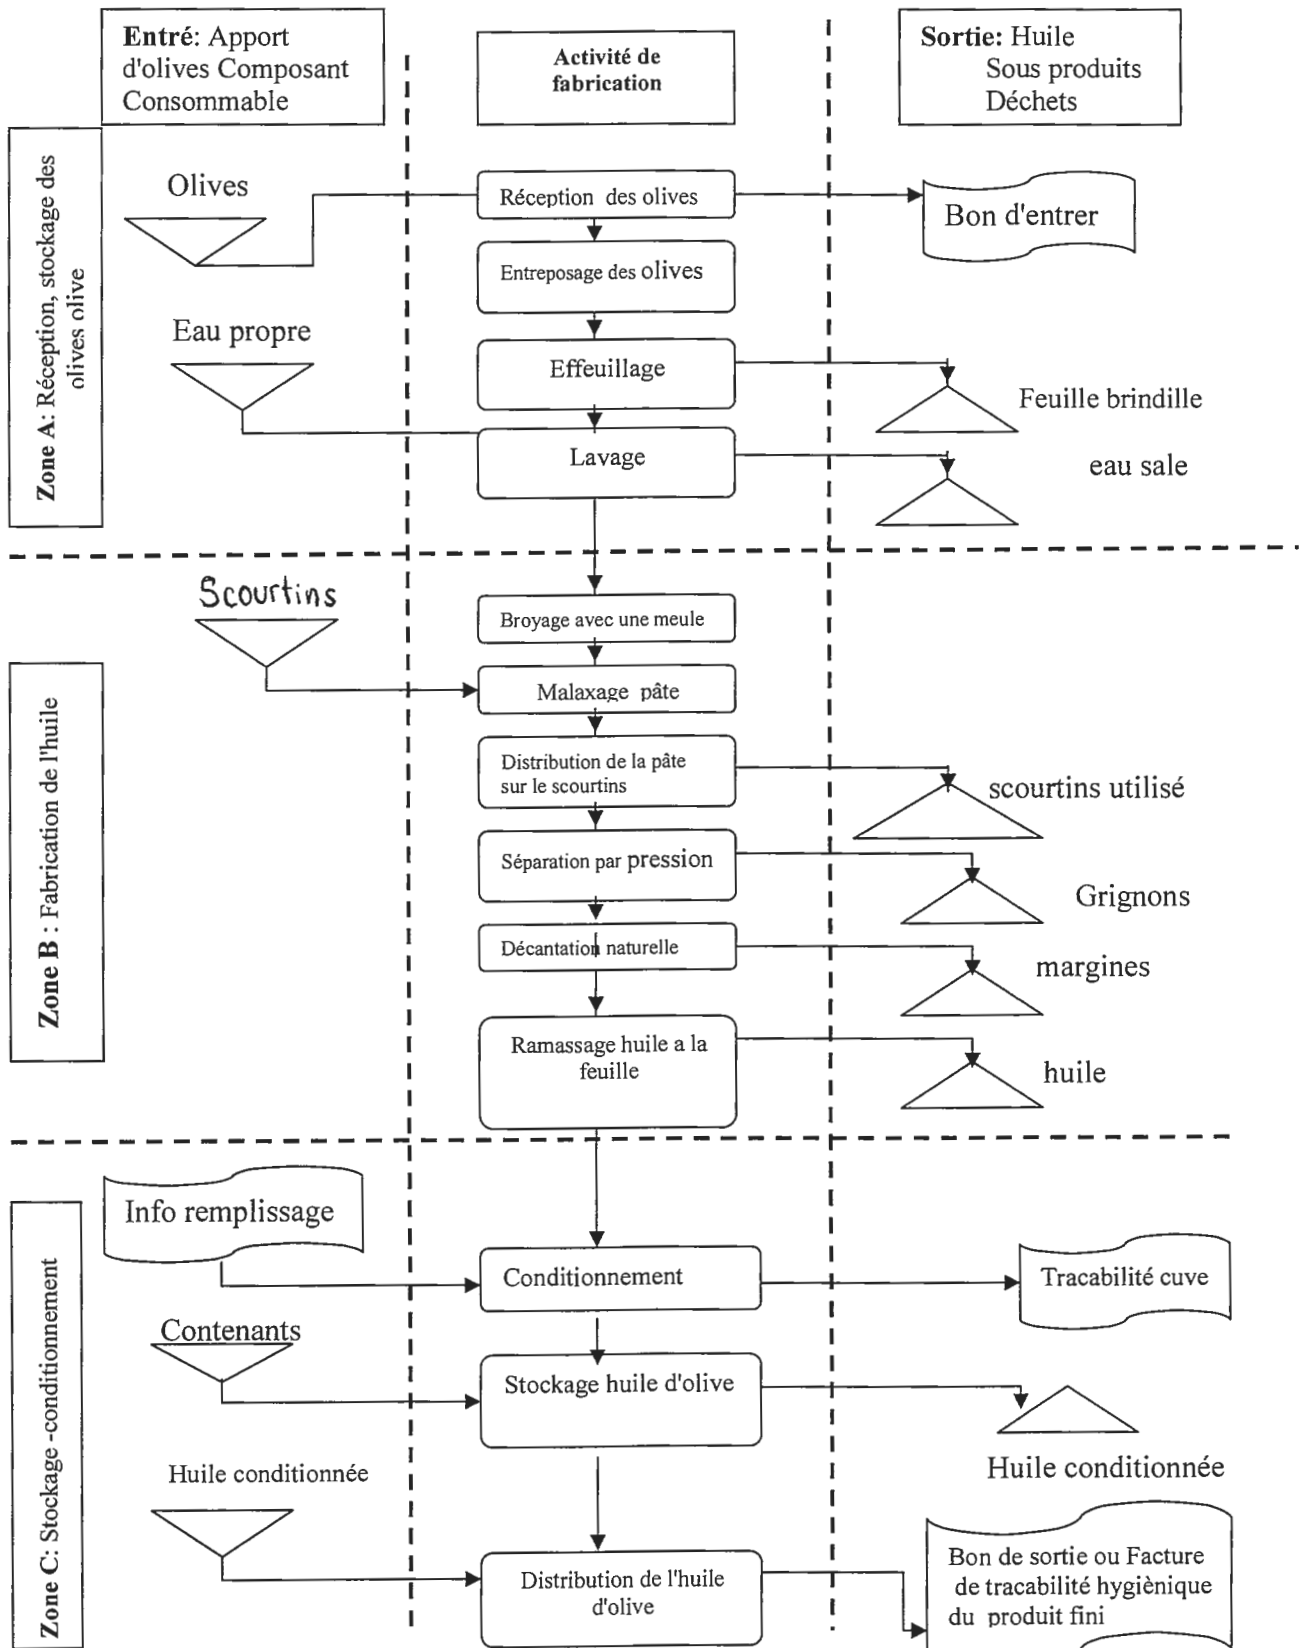 Entré: Apport
d'olives Composant
Consommable
Activité de
fabrication
Sortie: Huile
Sous produits
Déchets
Zone A: Réception, stockage des
olives olive
Olives
Réception des olives
Bon d'entrer
Entreposage des olives
Eau propre
Effeuillage
Feuille brindille
Lavage
eau sale
Scourtins
Broyage avec une meule
Zone B : Fabrication de l'huile
Malaxage pâte
Distribution de la pâte
sur le scourtins
scourtins utilisé
Séparation par pression
Grignons
Décantation naturelle
margines
Ramassage huile a la
feuille
huile
Zone C: Stockage -conditionnement
Info remplissage
Conditionnement
Tracabilité cuve
Contenants
Stockage huile d'olive
Huile conditionnée
Huile conditionnée
Distribution de l'huile
d'olive
Bon de sortie ou Facture
de tracabilité hygiènique
du produit fini